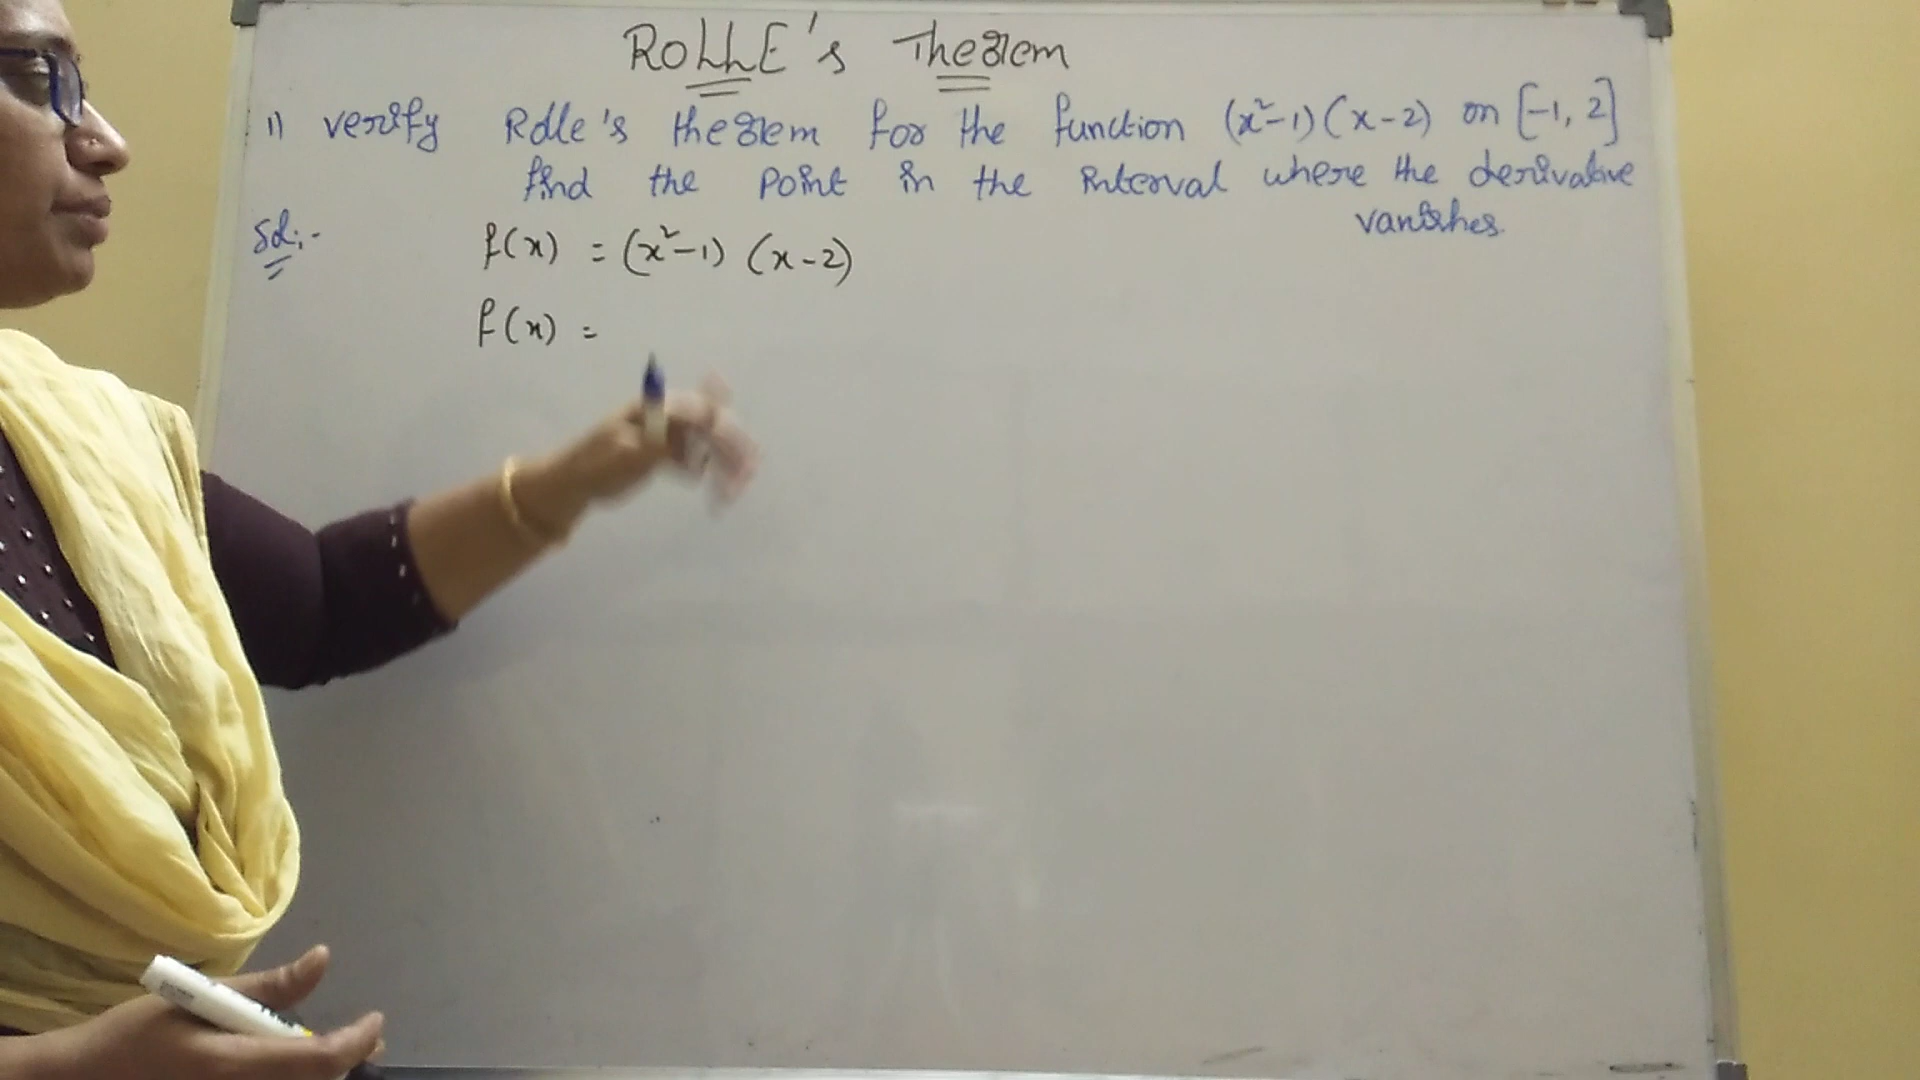 ROLLE's Theorem
1) verify Rolle's theorem for the function (x²-1)(x-2) on [-1, 2]
find the point in the interval where the derivative
vanishes.
Sol:-
f(x) = (x²-1) (x-2)
f(x) =